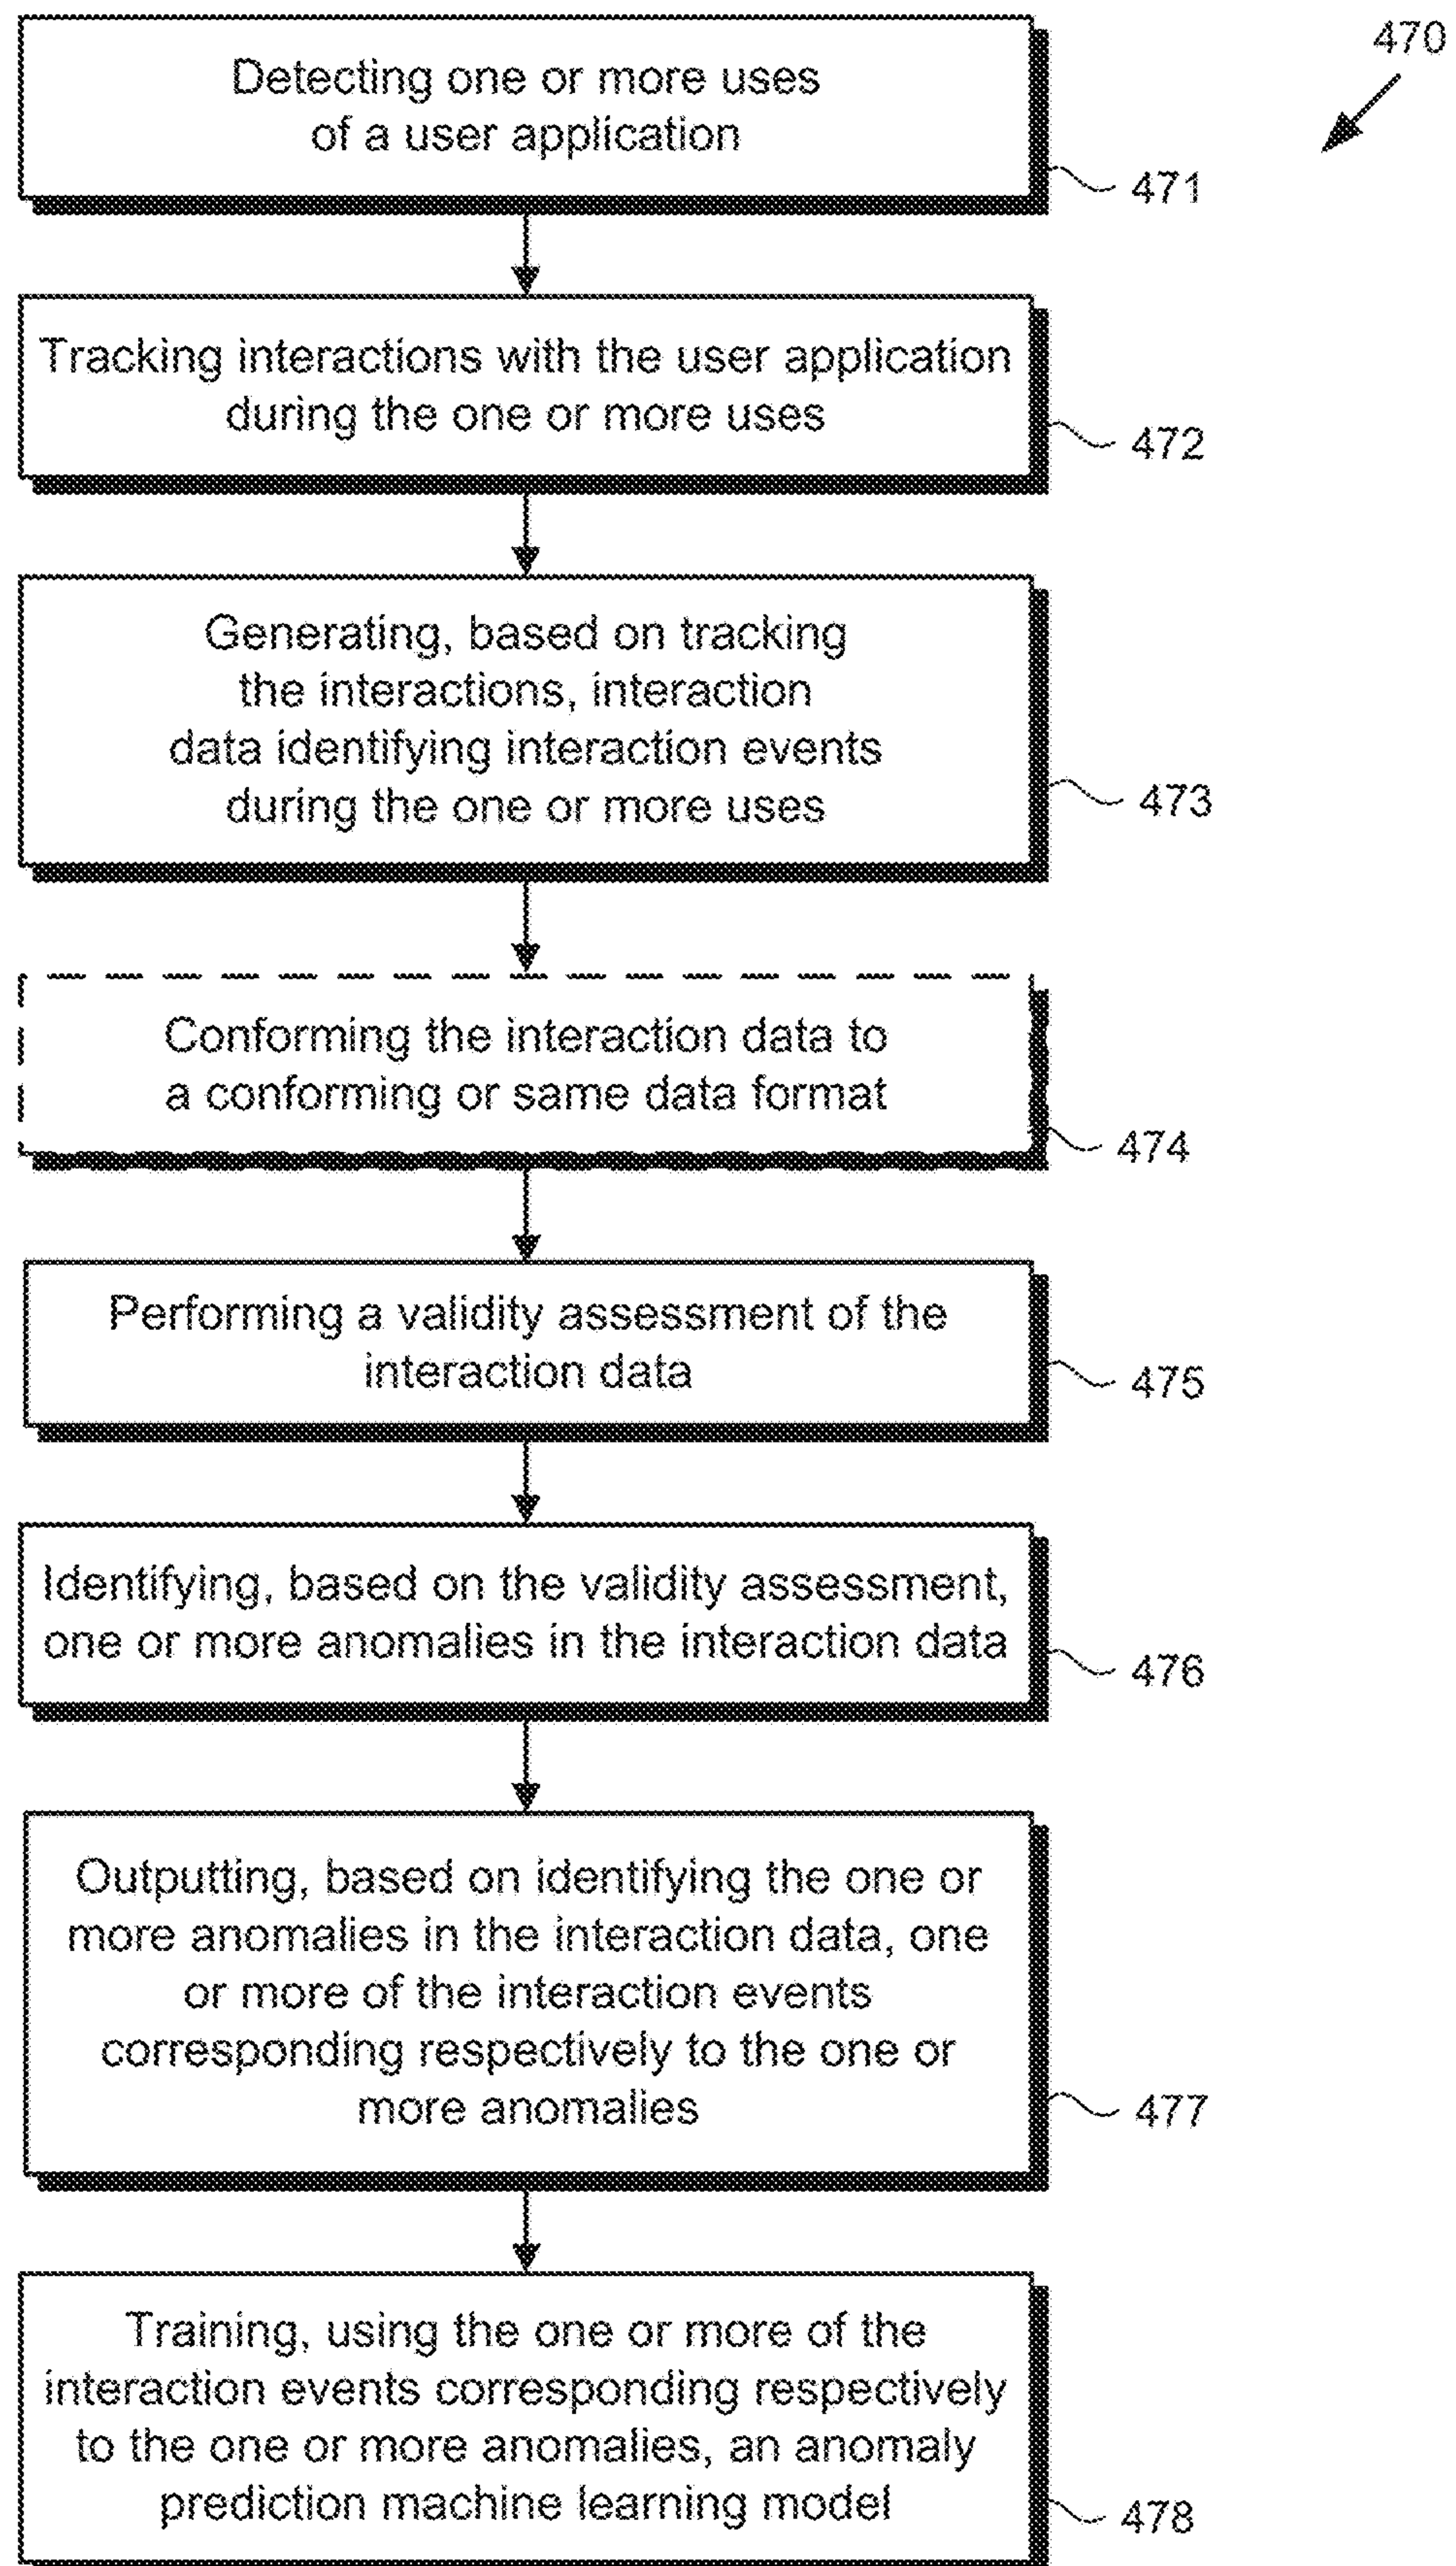 470
Detecting one or more uses
of a user application
471
Tracking interactions with the user application
during the one or more uses
472
Generating, based on tracking
the interactions, interaction
data identifying interaction events
during the one or more uses
473
Conforming the interaction data to
a conforming or same data format
474
Performing a validity assessment of the
interaction data
475
Identifying, based on the validity assessment,
one or more anomalies in the interaction data
476
Outputting, based on identifying the one or
more anomalies in the interaction data, one
or more of the interaction events
corresponding respectively to the one or
more anomalies
477
Training, using the one or more of the
interaction events corresponding respectively
to the one or more anomalies, an anomaly
prediction machine learning model
478